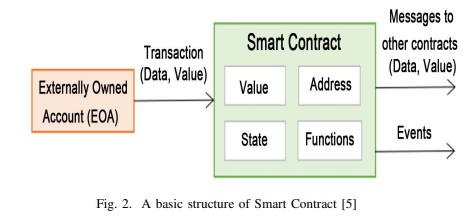 Externally Owned
Account (EOA)
Transaction
(Data, Value)
Smart Contract
Value
Address
State
Functions
Messages to
other contracts
(Data, Value)
Events
Fig. 2. A basic structure of Smart Contract [5]